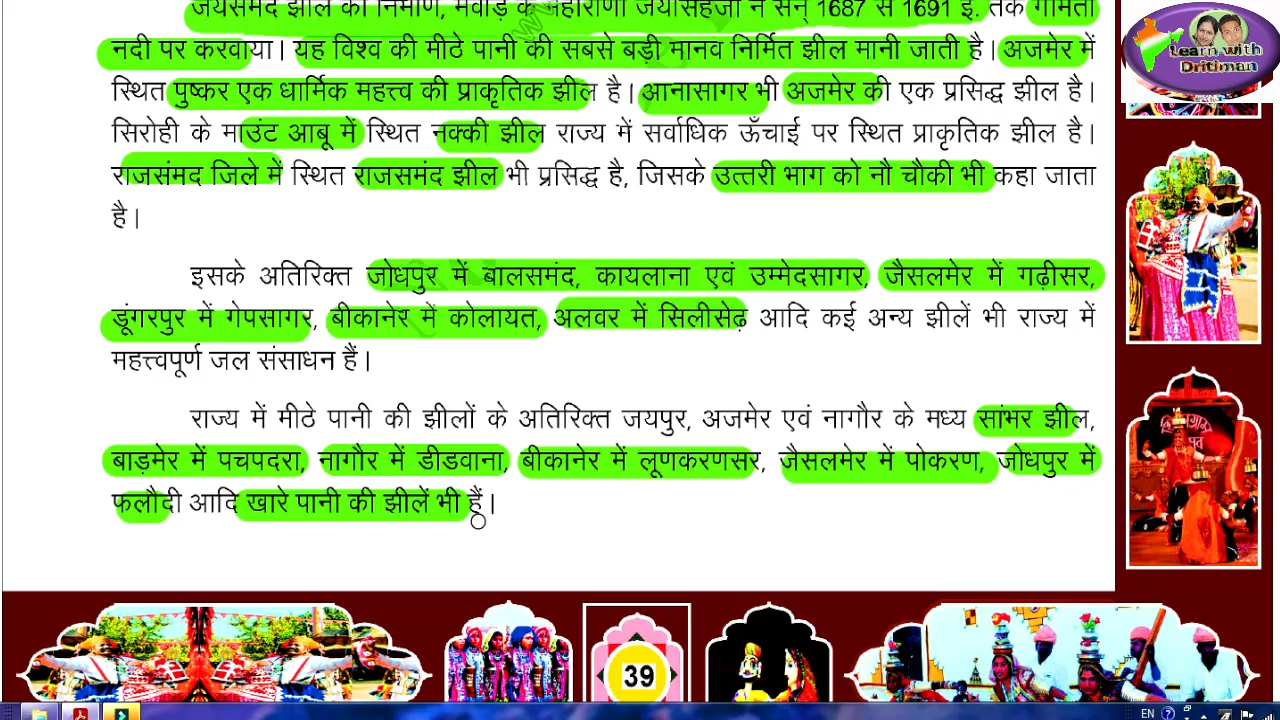 जयसमंद झील का निर्माण, मेवाड़ के महाराणा जयसिंहजी ने सन् 1687 से 1691 ई. तक गोमती
नदी पर करवाया। यह विश्व की मीठे पानी की सबसे बड़ी मानव निर्मित झील मानी जाती है। अजमेर में
स्थित पुष्कर एक धार्मिक महत्त्व की प्राकृतिक झील है। आनासागर भी अजमेर की एक प्रसिद्ध झील है।
सिरोही के माउंट आबू में स्थित नक्की झील राज्य में सर्वाधिक ऊँचाई पर स्थित प्राकृतिक झील है।
राजसंमद जिले में स्थित राजसमंद झील भी प्रसिद्ध है, जिसके उत्तरी भाग को नौ चौकी भी कहा जाता
है।
इसके अतिरिक्त जोधपुर में बालसमंद, कायलाना एवं उम्मेदसागर, जैसलमेर में गढ़ीसर,
डूंगरपुर में गेपसागर, बीकानेर में कोलायत, अलवर में सिलीसेढ़ आदि कई अन्य झीलें भी राज्य में
महत्त्वपूर्ण जल संसाधन हैं।
राज्य में मीठे पानी की झीलों के अतिरिक्त जयपुर, अजमेर एवं नागौर के मध्य सांभर झील,
बाड़मेर में पचपदरा, नागौर में डीडवाना, बीकानेर में लूणकरणसर, जैसलमेर में पोकरण, जोधपुर में
फलौदी आदि खारे पानी की झीलें भी हैं।
39
Learn with
Dritiman
EN